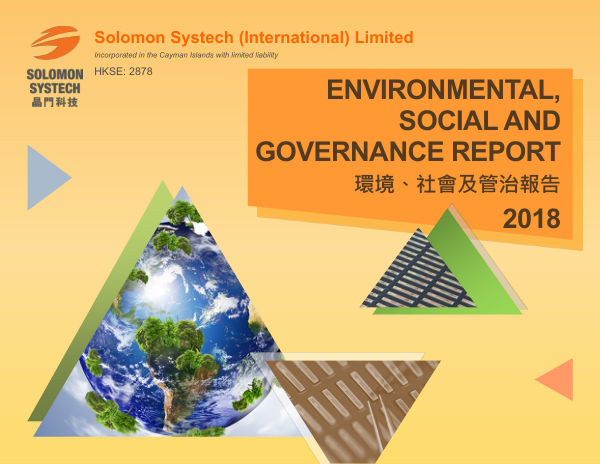 Solomon Systech (International) Limited
Incorporated in the Cayman Islands with limited liability
HKSE: 2878
SOLOMON
SYSTECH
晶門科技
ENVIRONMENTAL,
SOCIAL AND
GOVERNANCE REPORT
環境、社會及管治報告
2018